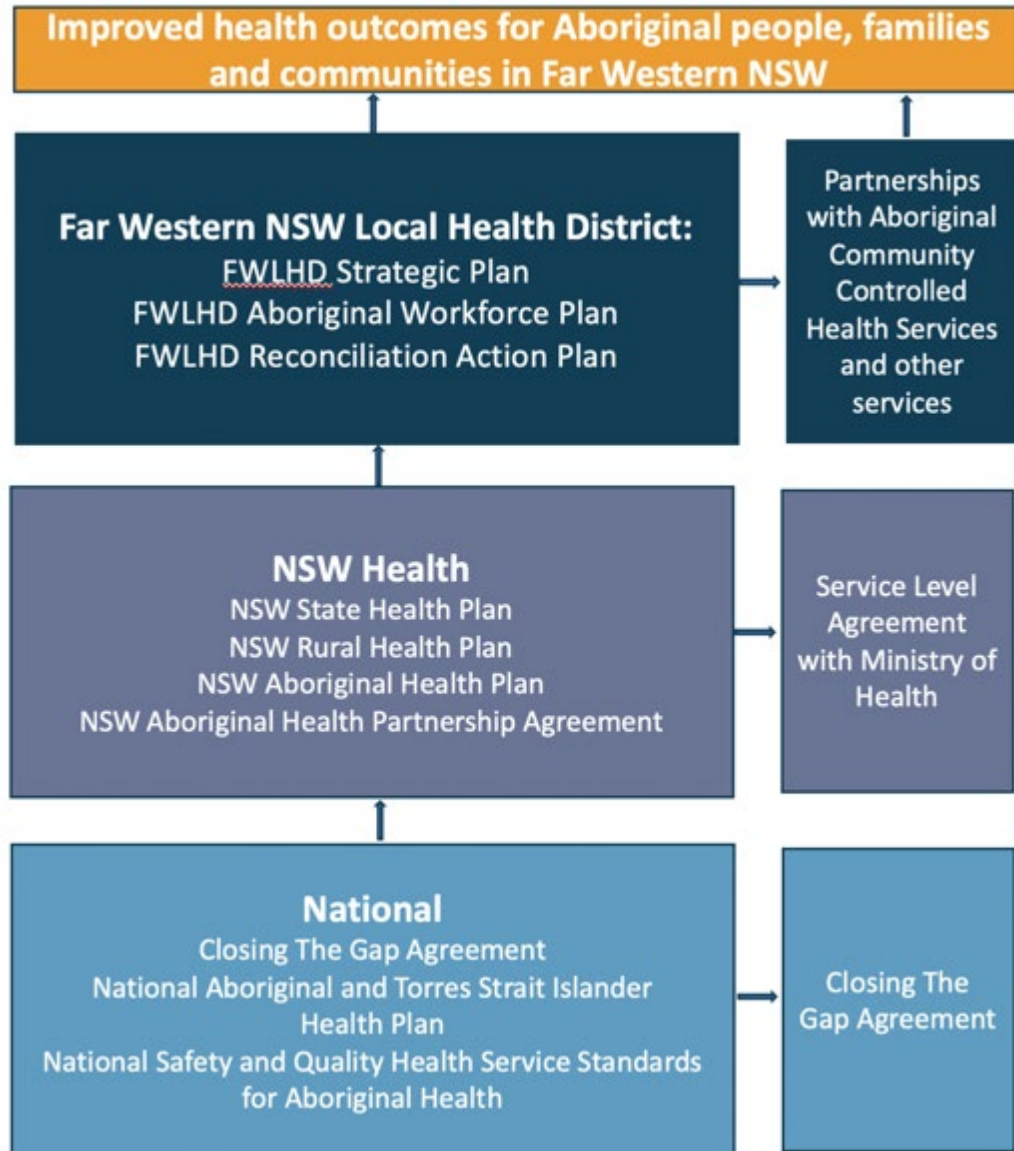 Improved health outcomes for Aboriginal people, families
and communities in Far Western NSW
Far Western NSW Local Health District:
FWLHD Strategic Plan
FWLHD Aboriginal Workforce Plan
FWLHD Reconciliation Action Plan
Partnerships
with Aboriginal
Community
Controlled
Health Services
and other
services
NSW Health
NSW State Health Plan
NSW Rural Health Plan
NSW Aboriginal Health Plan
NSW Aboriginal Health Partnership Agreement
Service Level
Agreement
with Ministry of
Health
National
Closing The Gap Agreement
National Aboriginal and Torres Strait Islander
Health Plan
National Safety and Quality Health Service Standards
for Aboriginal Health
Closing The
Gap Agreement